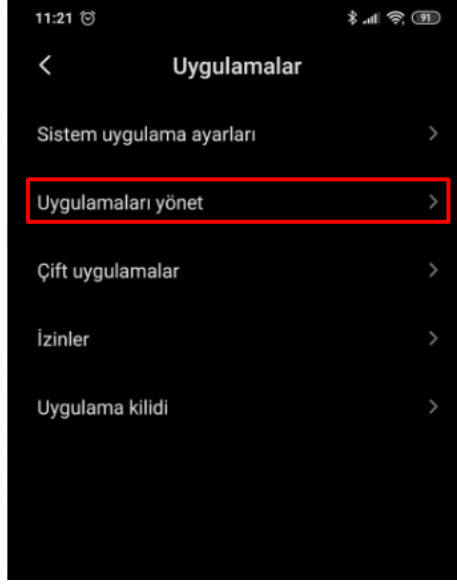 11:21
91
Uygulamalar
Sistem uygulama ayarları
Uygulamaları yönet
Çift uygulamalar
İzinler
Uygulama kilidi